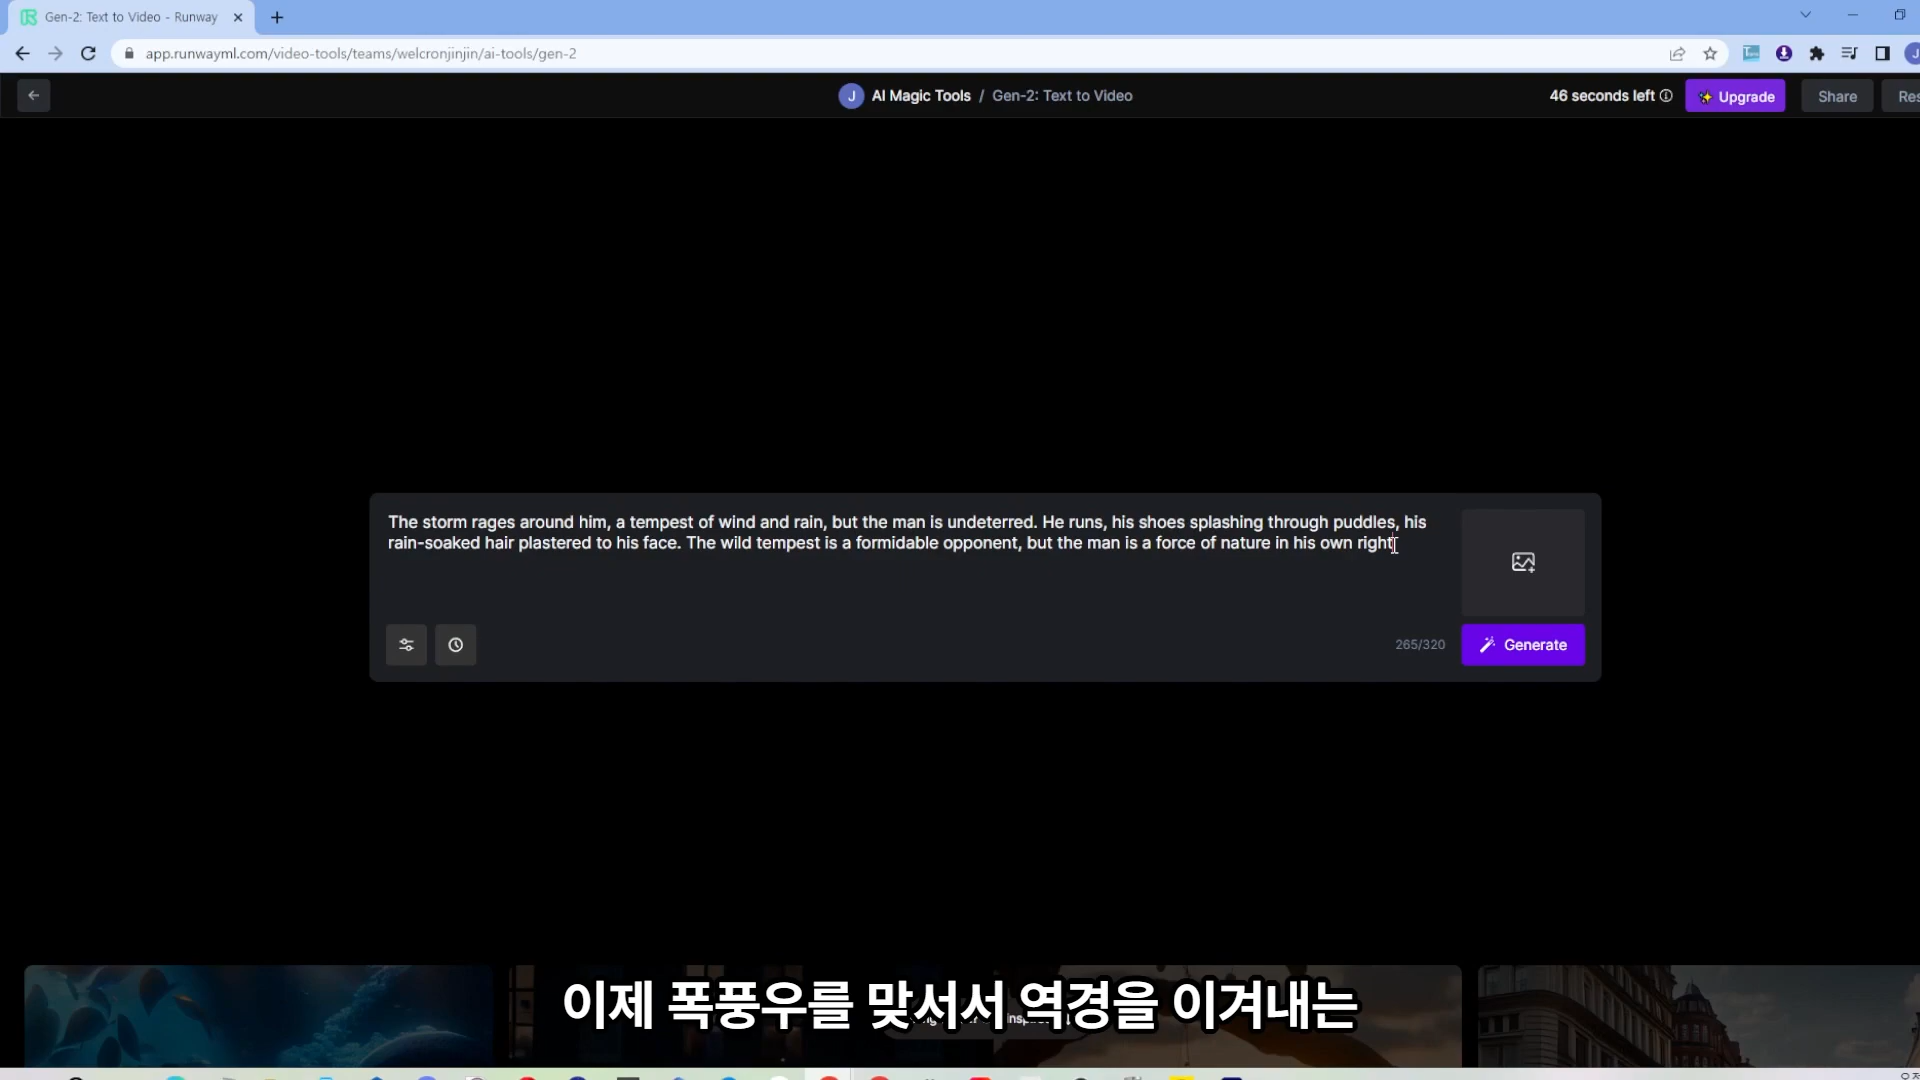 Gen-2: Text to Video - Runway
app.runwayml.com/video-tools/teams/welcronjinjin/ai-tools/gen-2
J AI Magic Tools / Gen-2: Text to Video
46 seconds left
Upgrade
Share
Res
The storm rages around him, a tempest of wind and rain, but the man is undeterred. He runs, his shoes splashing through puddles, his
rain-soaked hair plastered to his face. The wild tempest is a formidable opponent, but the man is a force of nature in his own right
265/320
Generate
이제 폭풍우를 맞서서 역경을 이겨내는